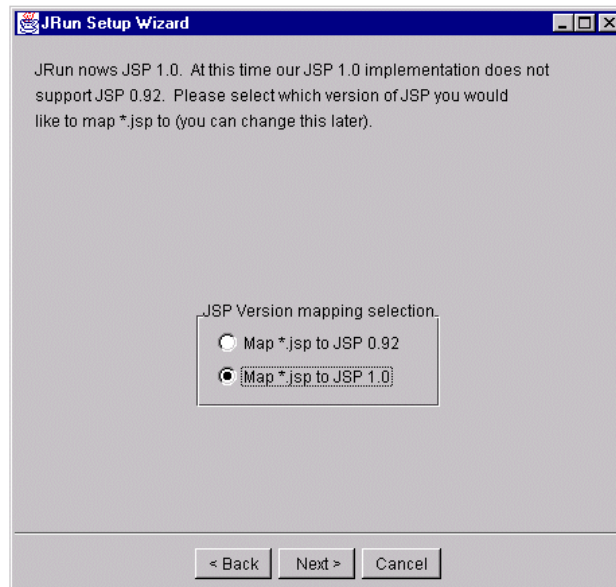 JRun Setup Wizard
JRun nows JSP 1.0. At this time our JSP 1.0 implementation does not
support JSP 0.92. Please select which version of JSP you would
like to map *.jsp to (you can change this later).
JSP Version mapping selection
Map *.jsp to JSP 0.92
Map *.jsp to JSP 1.0
< Back Next > Cancel